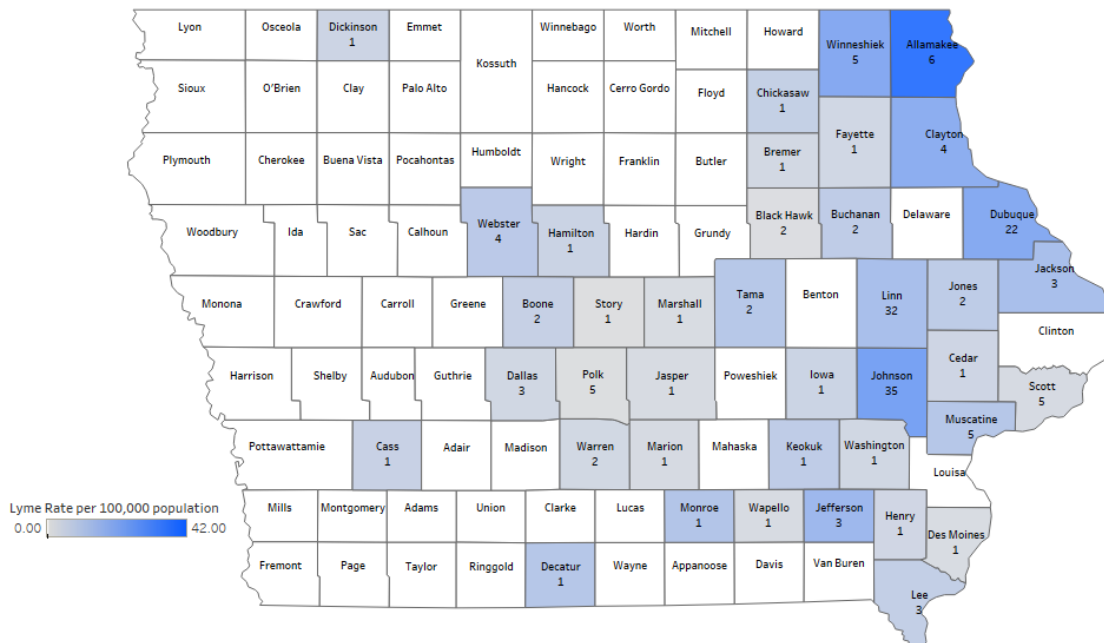 Lyon
Osceola
Dickinson
1
Emmet
Winnebago
Worth
Mitchell
Howard
Winneshiek
5
Allamakee
6
Kossuth
Sioux
O'Brien
Clay
Palo Alto
Hancock
Cerro Gordo
Floyd
Chickasaw
1
Fayette
1
Clayton
4
Plymouth
Cherokee
Buena Vista
Pocahontas
Humboldt
Wright
Franklin
Butler
Bremer
1
Woodbury
Ida
Sac
Calhoun
Webster
4
Hamilton
1
Hardin
Grundy
Black Hawk
2
Buchanan
2
Delaware
Dubuque
22
Monona
Crawford
Carroll
Greene
Boone
2
Story
1
Marshall
1
Tama
2
Benton
Linn
32
Jones
2
Jackson
3
Clinton
Harrison
Shelby
Audubon
Guthrie
Dallas
3
Polk
5
Jasper
1
Poweshiek
Iowa
1
Johnson
35
Cedar
1
Scott
5
Muscatine
5
Pottawattamie
Cass
1
Adair
Madison
Warren
2
Marion
1
Mahaska
Keokuk
1
Washington
1
Louisa
Lyme Rate per 100,000 population
0.00
42.00
Mills
Montgomery
Adams
Union
Clarke
Lucas
Monroe
1
Wapello
1
Jefferson
3
Henry
1
Des Moines
1
Fremont
Page
Taylor
Ringgold
Decatur
1
Wayne
Appanoose
Davis
Van Buren
Lee
3